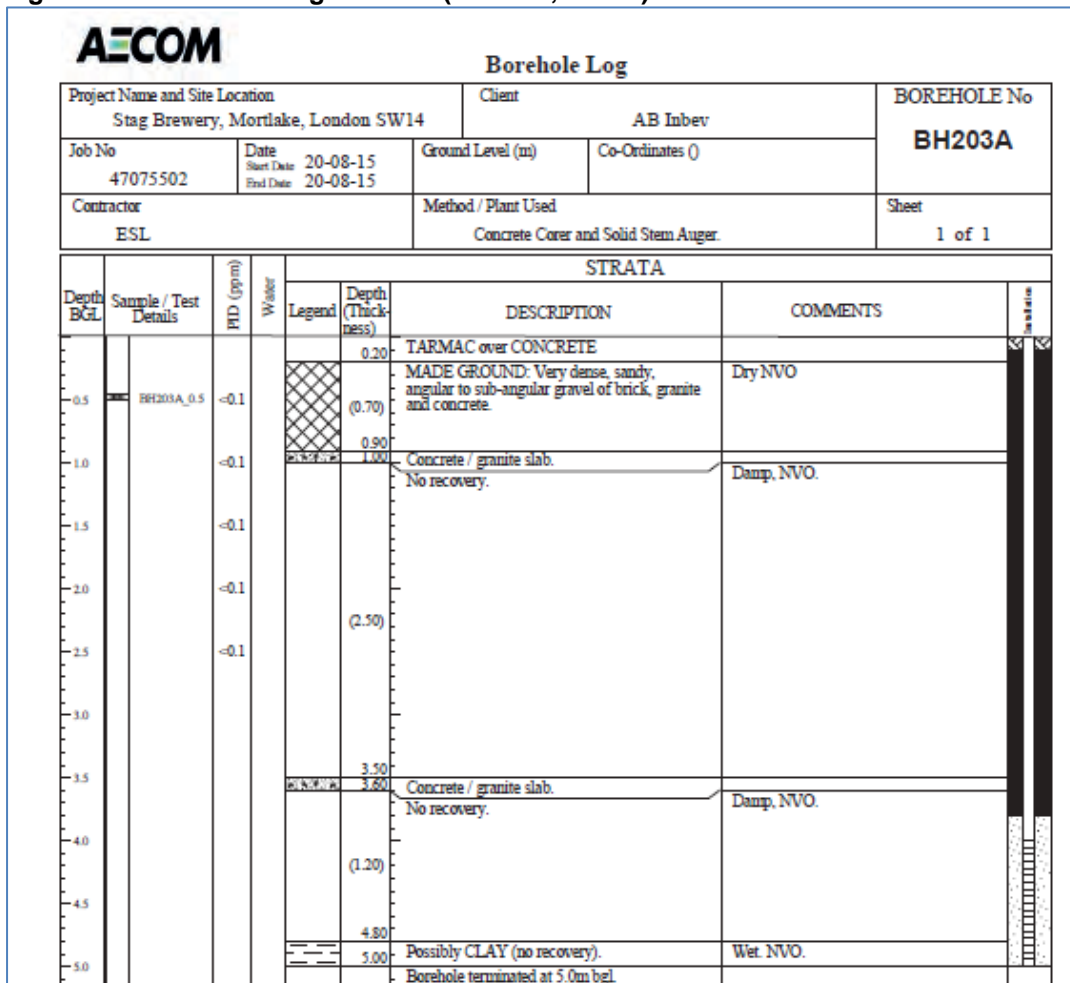 AECOM
Borehole Log
Project Name and Site Location
Stag Brewery, Mortlake, London SW14
Client
AB Inbev
BOREHOLE No
BH203A
Job No
47075502
Date
Start Date 20-08-15
End Date 20-08-15
Ground Level (m)
Co-Ordinates ()
Contractor
ESL
Method / Plant Used
Concrete Corer and Solid Stem Auger.
Sheet
1 of 1
STRATA
Depth BGL
Sample / Test Details
PID (ppm)
Water
Legend
Depth (Thick-ness)
DESCRIPTION
COMMENTS
Installation
0.20 TARMAC over CONCRETE
MADE GROUND: Very dense, sandy, Dry NVO
angular to sub-angular gravel of brick, granite
0.5 BH203A_0.5 <0.1 (0.70) and concrete.
0.90
1.0 <0.1 1.00 Concrete / granite slab.
No recovery. Damp, NVO.
1.5 <0.1
2.0 <0.1
(2.50)
2.5 <0.1
3.0
3.50
3.5 3.60 Concrete / granite slab.
No recovery. Damp, NVO.
4.0
(1.20)
4.5
4.80
5.00 Possibly CLAY (no recovery). Wet. NVO.
5.0 Borehole terminated at 5.0m bgl.